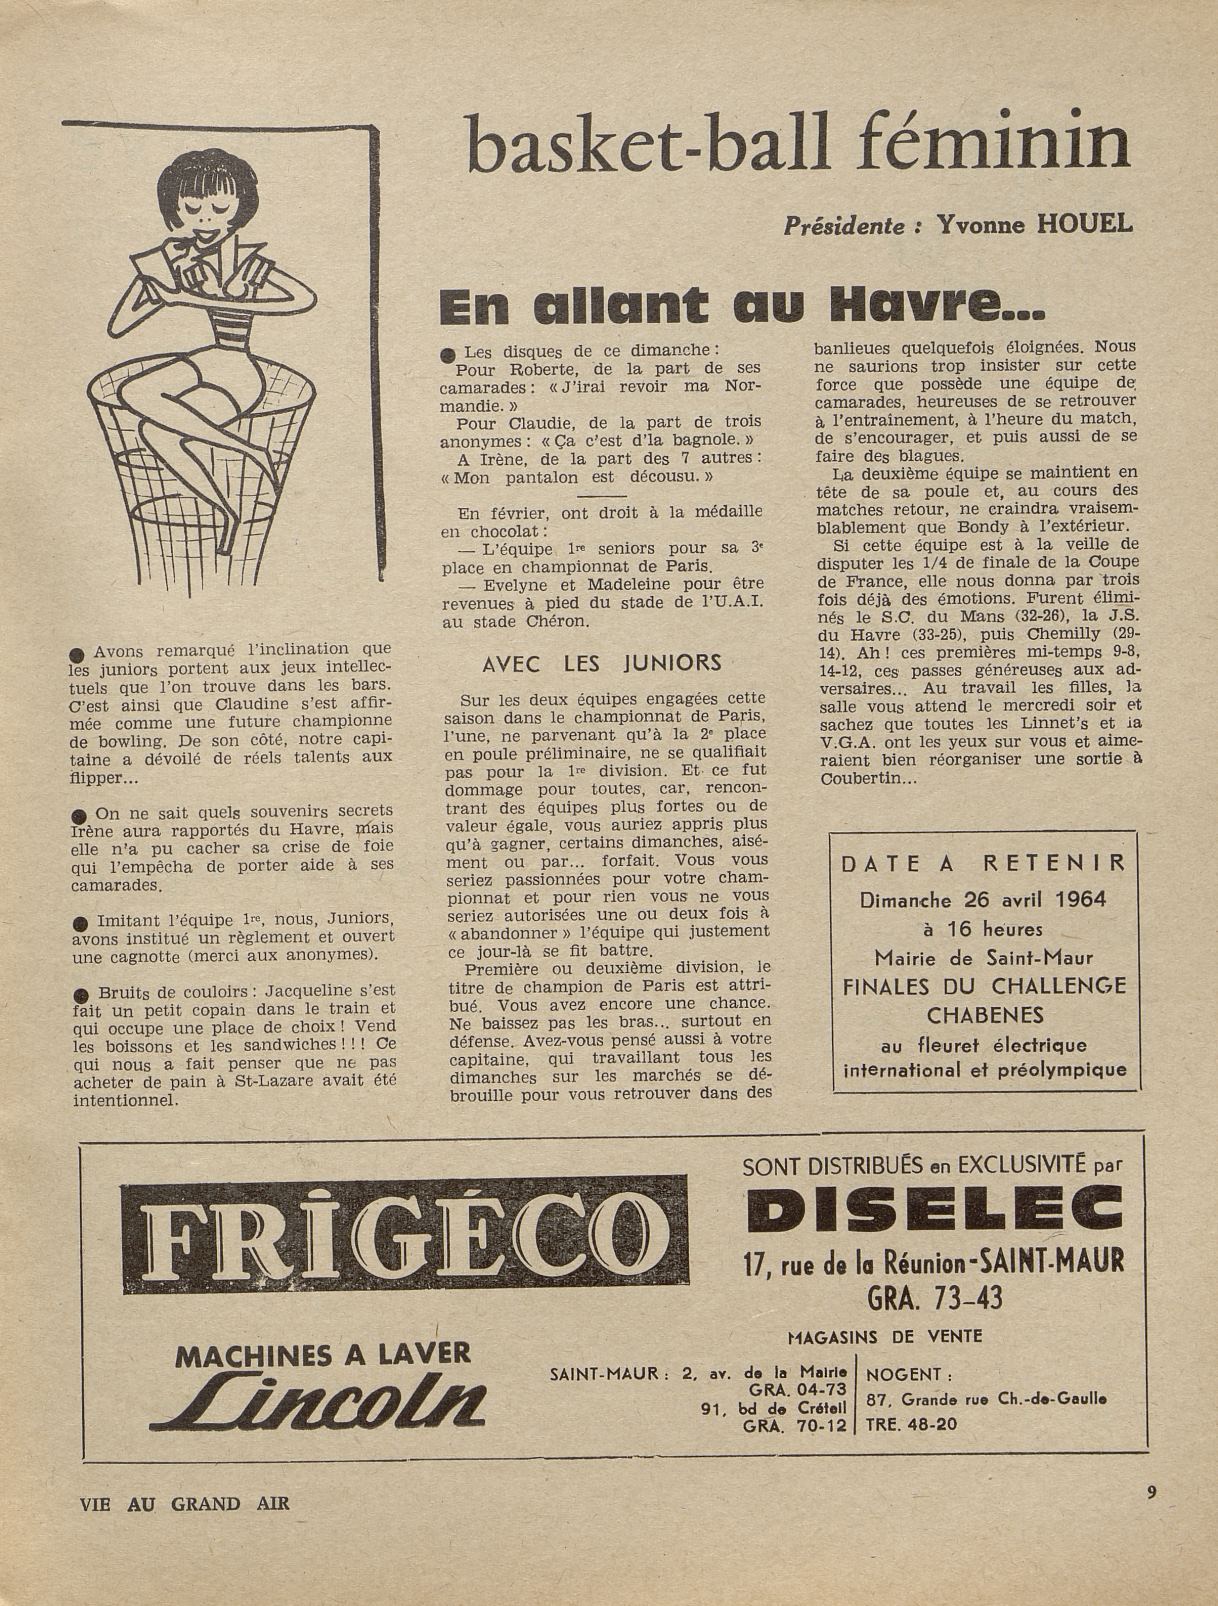 basket-ball féminin
Présidente : Yvonne HOUEL
En allant au Havre...
● Avons remarqué l'inclination que
les juniors portent aux jeux intellec-
tuels que l'on trouve dans les bars.
C'est ainsi que Claudine s'est affir-
mée comme une future championne
de bowling. De son côté, notre capi-
taine a dévoilé de réels talents aux
flipper...
● On ne sait quels souvenirs secrets
Irène aura rapportés du Havre, mais
elle n'a pu cacher sa crise de foie
qui l'empêcha de porter aide à ses
camarades.
● Imitant l'équipe 1re, nous, Juniors,
avons institué un règlement et ouvert
une cagnotte (merci aux anonymes).
● Bruits de couloirs : Jacqueline s'est
fait un petit copain dans le train et
qui occupe une place de choix ! Vend
les boissons et les sandwiches ! ! ! Ce
qui nous a fait penser que ne pas
acheter de pain à St-Lazare avait été
intentionnel.
● Les disques de ce dimanche :
Pour Roberte, de la part de ses
camarades : « J'irai revoir ma Nor-
mandie. »
Pour Claudie, de la part de trois
anonymes : « Ça c'est d'la bagnole. »
A Irène, de la part des 7 autres :
« Mon pantalon est décousu. »
En février, ont droit à la médaille
en chocolat :
— L'équipe 1re seniors pour sa 3e
place en championnat de Paris.
— Evelyne et Madeleine pour être
revenues à pied du stade de l'U.A.I.
au stade Chéron.
AVEC LES JUNIORS
Sur les deux équipes engagées cette
saison dans le championnat de Paris,
l'une, ne parvenant qu'à la 2e place
en poule préliminaire, ne se qualifiait
pas pour la 1re division. Et ce fut
dommage pour toutes, car, rencon-
trant des équipes plus fortes ou de
valeur égale, vous auriez appris plus
qu'à gagner, certains dimanches, aisé-
ment ou par... forfait. Vous vous
seriez passionnées pour votre cham-
pionnat et pour rien vous ne vous
seriez autorisées une ou deux fois à
« abandonner » l'équipe qui justement
ce jour-là se fit battre.
Première ou deuxième division, le
titre de champion de Paris est attri-
bué. Vous avez encore une chance.
Ne baissez pas les bras... surtout en
défense. Avez-vous pensé aussi à votre
capitaine, qui travaillant tous les
dimanches sur les marchés se dé-
brouille pour vous retrouver dans des
banlieues quelquefois éloignées. Nous
ne saurions trop insister sur cette
force que possède une équipe de
camarades, heureuses de se retrouver
à l'entraînement, à l'heure du match,
de s'encourager, et puis aussi de se
faire des blagues.
La deuxième équipe se maintient en
tête de sa poule et, au cours des
matches retour, ne craindra vraisem-
blablement que Bondy à l'extérieur.
Si cette équipe est à la veille de
disputer les 1/4 de finale de la Coupe
de France, elle nous donna par trois
fois déjà des émotions. Furent élimi-
nés le S.C. du Mans (32-26), la J.S.
du Havre (33-25), puis Chemilly (29-
14). Ah ! ces premières mi-temps 9-8,
14-12, ces passes généreuses aux ad-
versaires... Au travail les filles, la
salle vous attend le mercredi soir et
sachez que toutes les Linnet's et la
V.G.A. ont les yeux sur vous et aime-
raient bien réorganiser une sortie à
Coubertin...
DATE A RETENIR
Dimanche 26 avril 1964
à 16 heures
Mairie de Saint-Maur
FINALES DU CHALLENGE
CHABENES
au fleuret électrique
international et préolympique
FRIGÉCO
MACHINES A LAVER
Lincoln
SONT DISTRIBUÉS en EXCLUSIVITÉ par
DISELEC
17, rue de la Réunion-SAINT-MAUR
GRA. 73-43
MAGASINS DE VENTE
SAINT-MAUR : 2, av. de la Mairie
GRA. 04-73
91, bd de Créteil
GRA. 70-12
NOGENT :
87, Grande rue Ch.-de-Gaulle
TRE. 48-20
VIE AU GRAND AIR
9